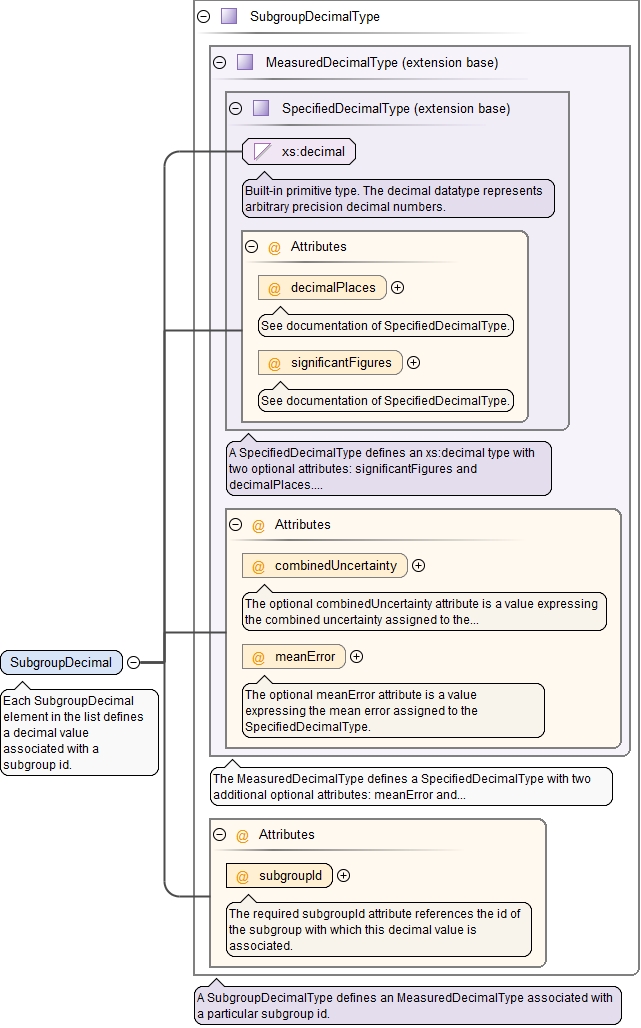 SubgroupDecimalType
MeasuredDecimalType (extension base)
SpecifiedDecimalType (extension base)
xs:decimal
Built-in primitive type. The decimal datatype represents
arbitrary precision decimal numbers.
@ Attributes
@ decimalPlaces
See documentation of SpecifiedDecimalType.
@ significantFigures
See documentation of SpecifiedDecimalType.
A SpecifiedDecimalType defines an xs:decimal type with
two optional attributes: significantFigures and
decimalPlaces....
@ Attributes
@ combinedUncertainty
The optional combinedUncertainty attribute is a value expressing
the combined uncertainty assigned to the...
@ meanError
The optional meanError attribute is a value
expressing the mean error assigned to the
SpecifiedDecimalType.
SubgroupDecimal
Each SubgroupDecimal
element in the list defines
a decimal value
associated with a
subgroup id.
The MeasuredDecimalType defines a SpecifiedDecimalType with two
additional optional attributes: meanError and...
@ Attributes
@ subgroupId
The required subgroupId attribute references the id of
the subgroup with which this decimal value is
associated.
A SubgroupDecimalType defines an MeasuredDecimalType associated with
a particular subgroup id.